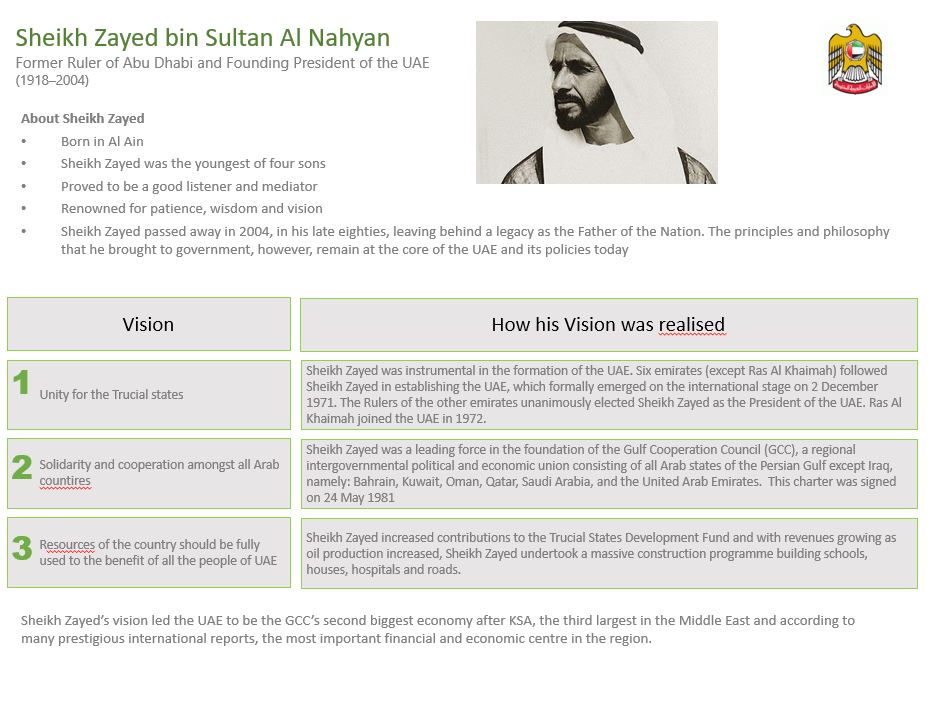 Sheikh Zayed bin Sultan Al Nahyan
Former Ruler of Abu Dhabi and Founding President of the UAE
(1918–2004)
About Sheikh Zayed
• Born in Al Ain
• Sheikh Zayed was the youngest of four sons
• Proved to be a good listener and mediator
• Renowned for patience, wisdom and vision
• Sheikh Zayed passed away in 2004, in his late eighties, leaving behind a legacy as the Father of the Nation. The principles and philosophy
that he brought to government, however, remain at the core of the UAE and its policies today
Vision
How his Vision was realised
1
Unity for the Trucial states
Sheikh Zayed was instrumental in the formation of the UAE. Six emirates (except Ras Al Khaimah) followed
Sheikh Zayed in establishing the UAE, which formally emerged on the international stage on 2 December
1971. The Rulers of the other emirates unanimously elected Sheikh Zayed as the President of the UAE. Ras Al
Khaimah joined the UAE in 1972.
2
Solidarity and cooperation amongst all Arab
countires
Sheikh Zayed was a leading force in the foundation of the Gulf Cooperation Council (GCC), a regional
intergovernmental political and economic union consisting of all Arab states of the Persian Gulf except Iraq,
namely: Bahrain, Kuwait, Oman, Qatar, Saudi Arabia, and the United Arab Emirates. This charter was signed
on 24 May 1981
3
Resources of the country should be fully
used to the benefit of all the people of UAE
Sheikh Zayed increased contributions to the Trucial States Development Fund and with revenues growing as
oil production increased, Sheikh Zayed undertook a massive construction programme building schools,
houses, hospitals and roads.
Sheikh Zayed's vision led the UAE to be the GCC's second biggest economy after KSA, the third largest in the Middle East and according to
many prestigious international reports, the most important financial and economic centre in the region.